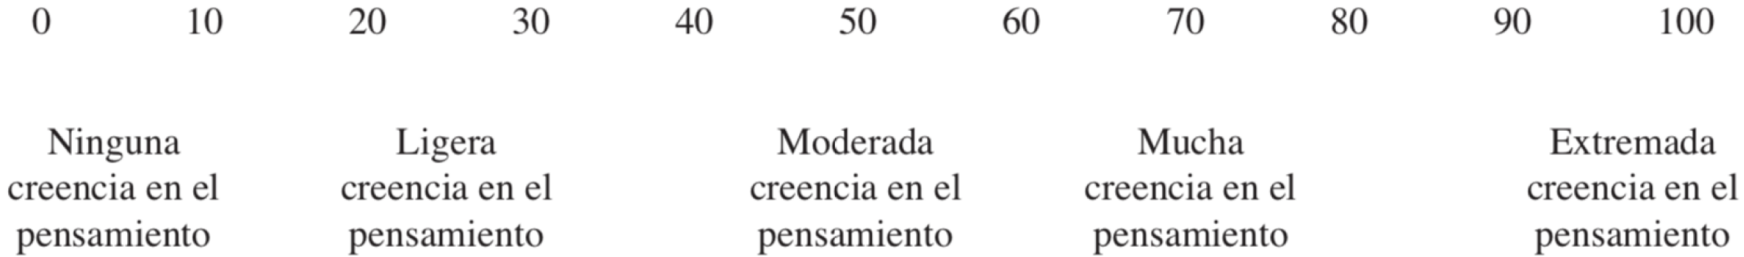 0 10 20 30 40 50 60 70 80 90 100
Ninguna Ligera Moderada Mucha Extremada
creencia en el creencia en el creencia en el creencia en el creencia en el
pensamiento pensamiento pensamiento pensamiento pensamiento